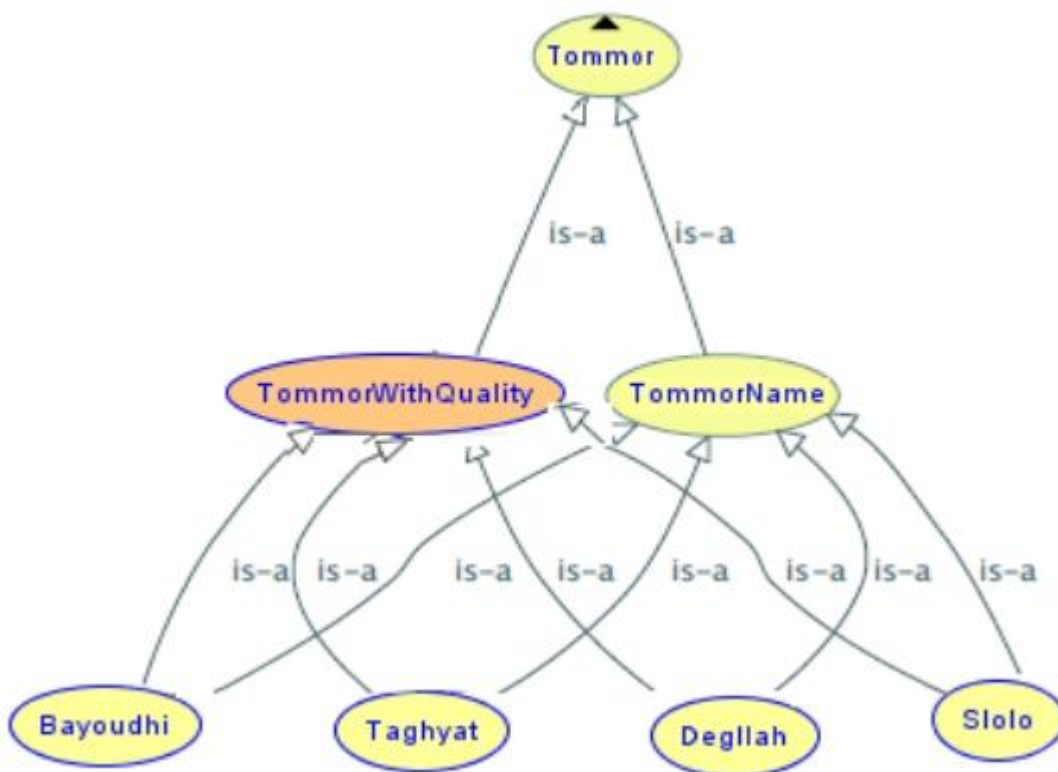 Tommor
is-a is-a
TommorWithQuality TommorName
is-a is-a is-a is-a is-a is-a is-a is-a
Bayoudhi Taghyat Degllah Slolo